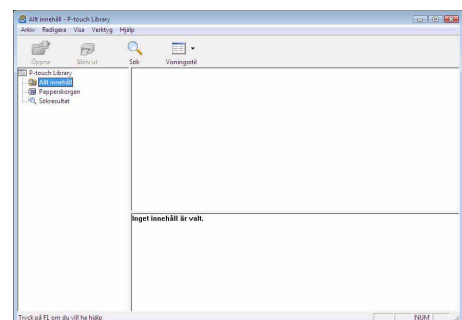 Allt innehåll - P-touch Library
Arkiv Redigera Visa Verktyg Hjälp
Öppna Skriv ut Sök Visningsstil
P-touch Library
Allt innehåll
Papperskorgen
Sökresultat
Inget innehåll är valt.
Tryck på F1 om du vill ha hjälp NUM